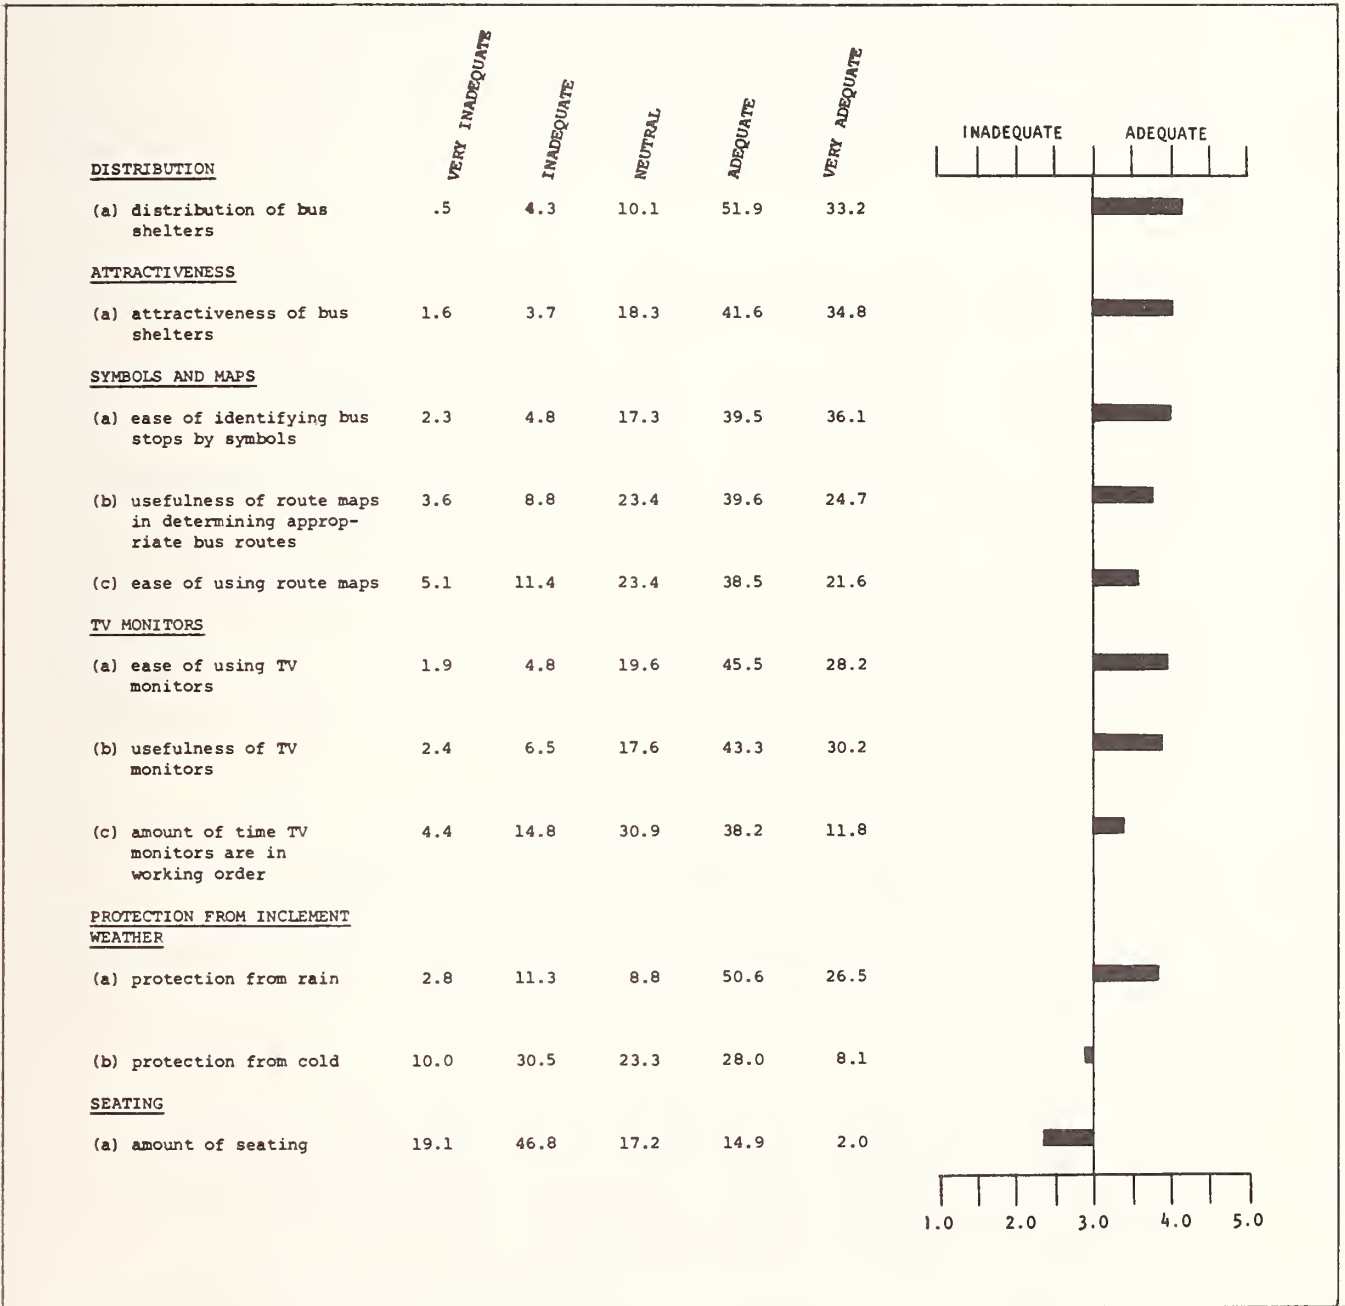 VERY INADEQUATE INADEQUATE NEUTRAL ADEQUATE VERY ADEQUATE
INADEQUATE ADEQUATE
DISTRIBUTION
(a) distribution of bus .5 4.3 10.1 51.9 33.2
shelters
ATTRACTIVENESS
(a) attractiveness of bus 1.6 3.7 18.3 41.6 34.8
shelters
SYMBOLS AND MAPS
(a) ease of identifying bus 2.3 4.8 17.3 39.5 36.1
stops by symbols
(b) usefulness of route maps 3.6 8.8 23.4 39.6 24.7
in determining approp-
riate bus routes
(c) ease of using route maps 5.1 11.4 23.4 38.5 21.6
TV MONITORS
(a) ease of using TV 1.9 4.8 19.6 45.5 28.2
monitors
(b) usefulness of TV 2.4 6.5 17.6 43.3 30.2
monitors
(c) amount of time TV 4.4 14.8 30.9 38.2 11.8
monitors are in
working order
PROTECTION FROM INCLEMENT
WEATHER
(a) protection from rain 2.8 11.3 8.8 50.6 26.5
(b) protection from cold 10.0 30.5 23.3 28.0 8.1
SEATING
(a) amount of seating 19.1 46.8 17.2 14.9 2.0
1.0 2.0 3.0 4.0 5.0